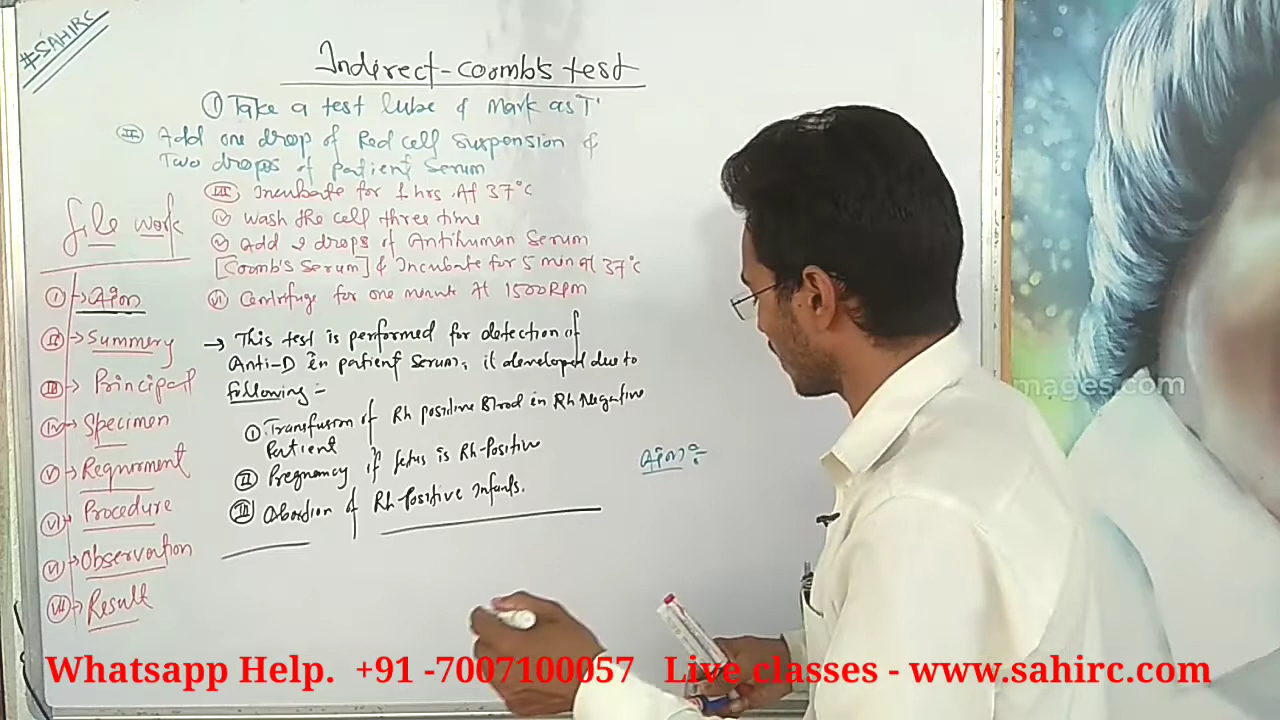 #SAHIRC
Indirect-Coomb's test
I Take a test tube & Mark as T'
II Add one drop of Red cell suspension &
Two drops of patient serum
III Incubate for 1 hrs At 37°C
IV Wash the cell three time
V Add 2 drops of Antihuman Serum
[Coomb's Serum] & Incubate for 5 min at 37°C
VI Centrifuge for one minute At 1500 RPM
→ This test is performed for detection of
Anti-D in patient Serum, it developed due to
following :-
I Transfusion of Rh positive Blood in Rh Negative
Patient
II Pregnancy if fetus is Rh-Positive
III Abortion of Rh-Positive Infants.
File work
I → Aim
II → Summery
III → Principal
IV → Specimen
V → Requirment
VI → Procedure
VI → Observation
VII → Result
Aim :-
images.com
Whatsapp Help. +91 -7007100057 Live classes - www.sahirc.com